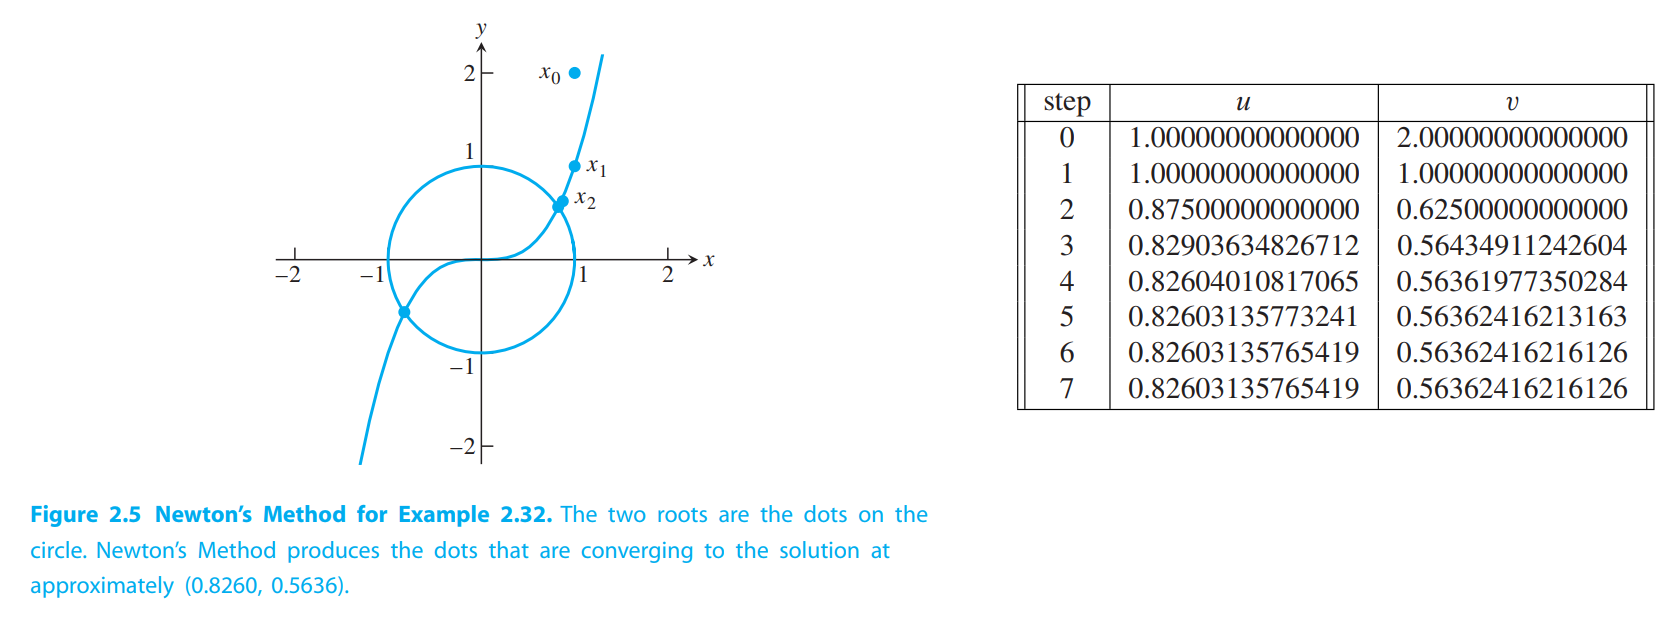 y
2
x0
1
x1
x2
−2
−1
1
2
x
−1
−2
step u v
0 1.00000000000000 2.00000000000000
1 1.00000000000000 1.00000000000000
2 0.87500000000000 0.62500000000000
3 0.82903634826712 0.56434911242604
4 0.82604010817065 0.56361977350284
5 0.82603135773241 0.56362416213163
6 0.82603135765419 0.56362416216126
7 0.82603135765419 0.56362416216126
Figure 2.5 Newton’s Method for Example 2.32. The two roots are the dots on the
circle. Newton’s Method produces the dots that are converging to the solution at
approximately (0.8260, 0.5636).